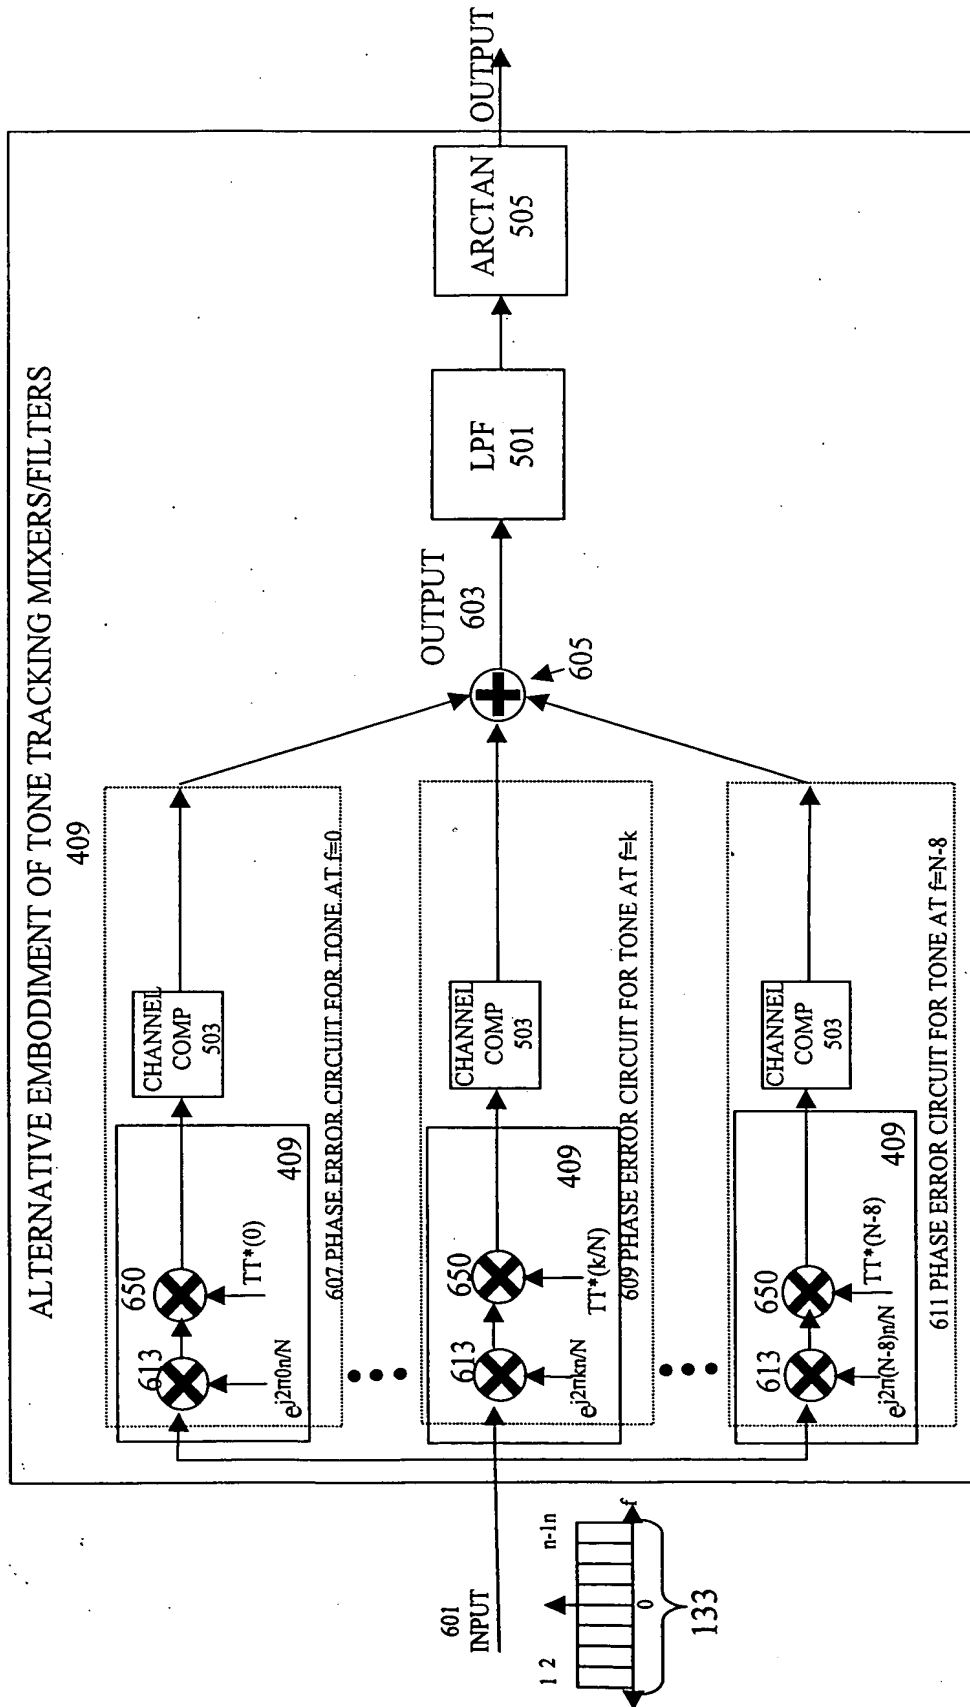 ALTERNATIVE EMBODIMENT OF TONE TRACKING MIXERS/FILTERS
409
601
INPUT
1 2
n-1n
f
0
133
613
650
e^{j2π0n/N}
TT*(0)
409
CHANNEL
COMP
503
607 PHASE ERROR CIRCUIT FOR TONE AT f=0
613
650
e^{j2πkn/N}
TT*(k/N)
409
CHANNEL
COMP
503
609 PHASE ERROR CIRCUIT FOR TONE AT f=k
613
650
e^{j2π(N-8)n/N}
TT*(N-8)
409
CHANNEL
COMP
503
611 PHASE ERROR CIRCUIT FOR TONE AT f=N-8
605
OUTPUT
603
LPF
501
ARCTAN
505
OUTPUT